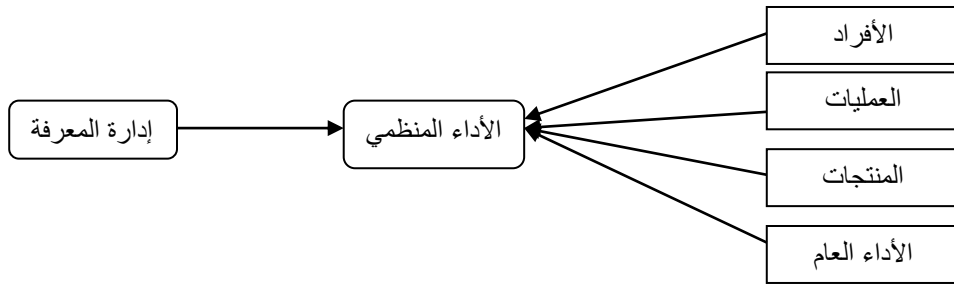 الأفراد
العمليات
إدارة المعرفة
الأداء المنظمي
المنتجات
الأداء العام